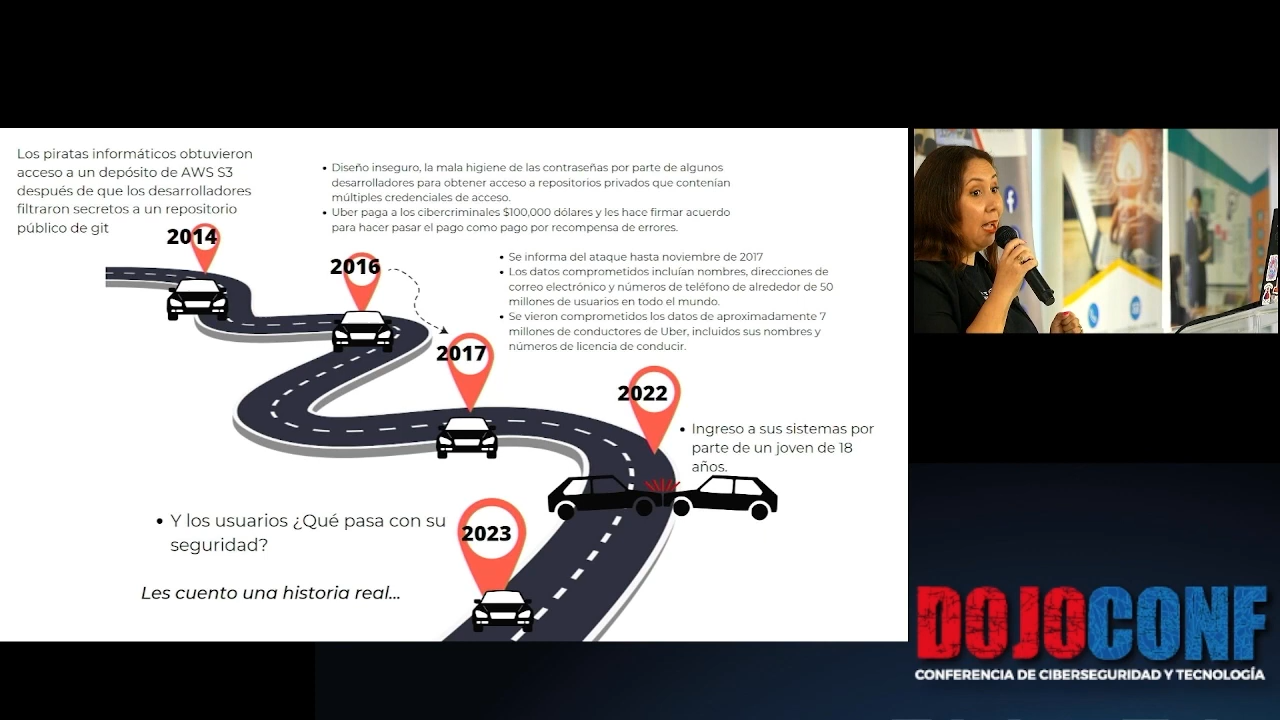 Los piratas informáticos obtuvieron
acceso a un depósito de AWS S3
después de que los desarrolladores
filtraron secretos a un repositorio
público de git
2014
• Diseño inseguro, la mala higiene de las contraseñas por parte de algunos
desarrolladores para obtener acceso a repositorios privados que contenían
múltiples credenciales de acceso.
• Uber paga a los cibercriminales $100,000 dólares y les hace firmar acuerdo
para hacer pasar el pago como pago por recompensa de errores.
2016
• Se informa del ataque hasta noviembre de 2017
• Los datos comprometidos incluían nombres, direcciones de
correo electrónico y números de teléfono de alrededor de 50
millones de usuarios en todo el mundo.
• Se vieron comprometidos los datos de aproximadamente 7
millones de conductores de Uber, incluidos sus nombres y
números de licencia de conducir.
2017
2022
• Ingreso a sus sistemas por
parte de un joven de 18
años.
• Y los usuarios ¿Qué pasa con su
seguridad?
2023
Les cuento una historia real...
DOJOCONF
CONFERENCIA DE CIBERSEGURIDAD Y TECNOLOGÍA